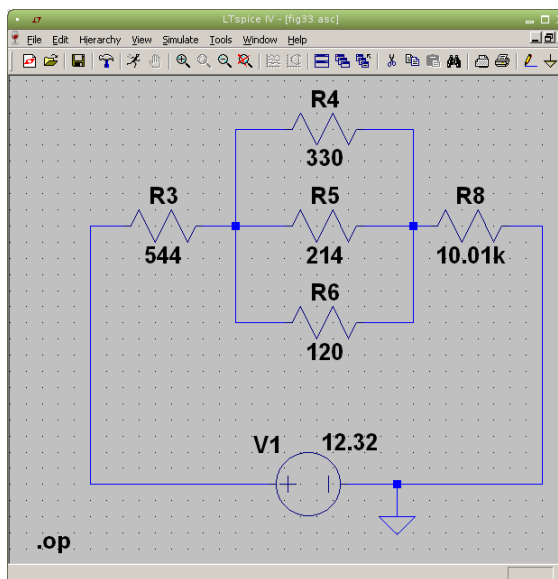 LTspice IV - [fig33.asc]
File Edit Hierarchy View Simulate Tools Window Help
R4
330
R3
544
R5
214
R8
10.01k
R6
120
V1
12.32
.op